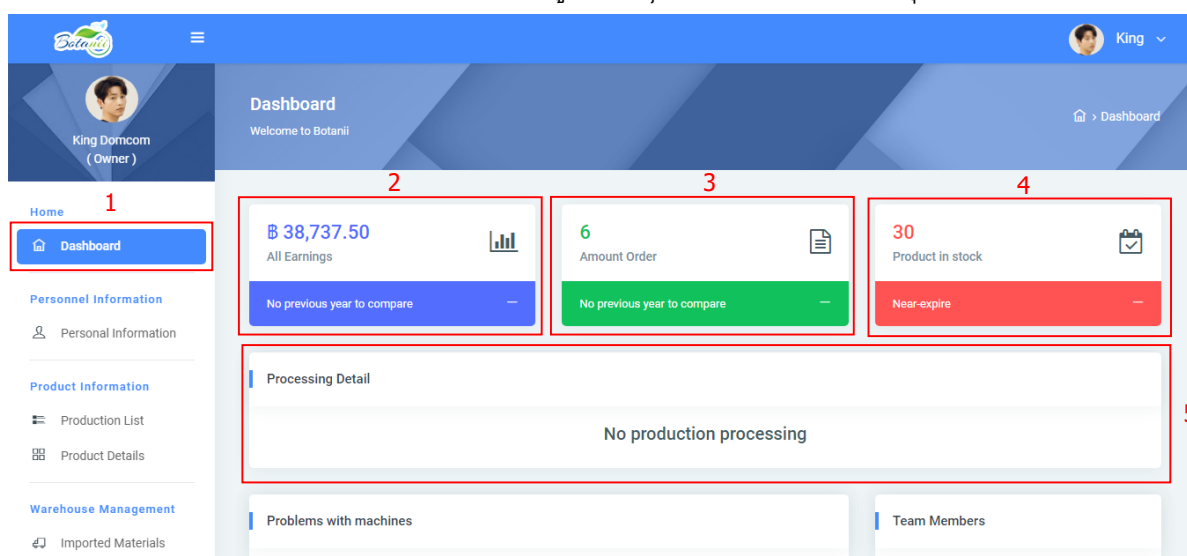 Botanii
King
King Domcom
( Owner )
Dashboard
Welcome to Botanii
> Dashboard
1
2
3
4
5
Home
Dashboard
Personnel Information
Personal Information
Product Information
Production List
Product Details
Warehouse Management
Imported Materials
฿ 38,737.50
All Earnings
No previous year to compare
6
Amount Order
No previous year to compare
30
Product in stock
Near-expire
Processing Detail
No production processing
Problems with machines
Team Members